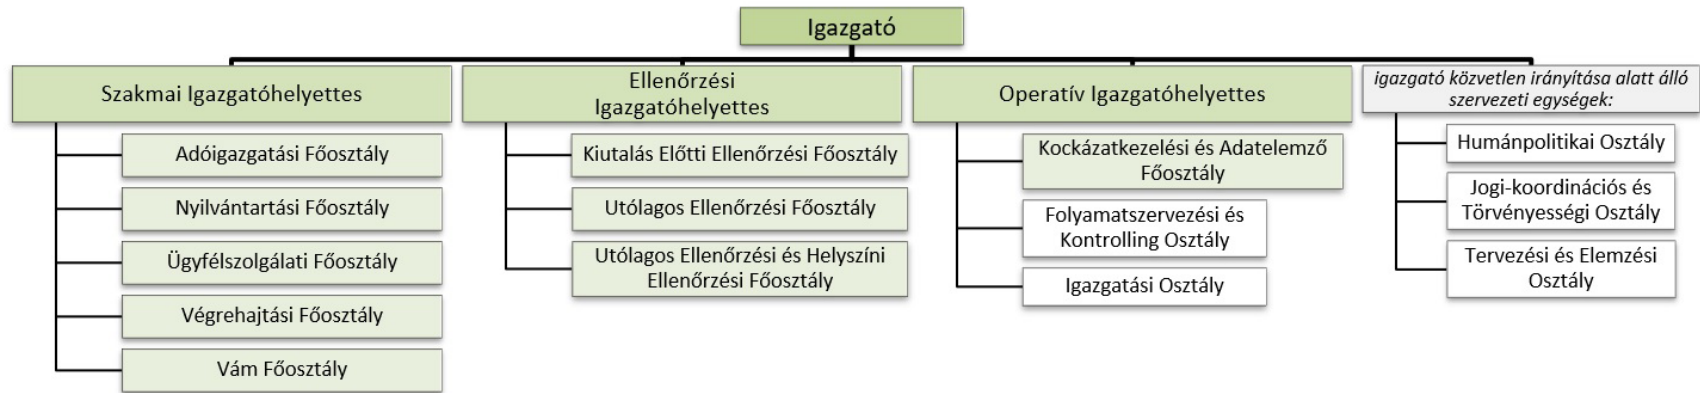 Igazgató
Szakmai Igazgatóhelyettes
Adóigazgatási Főosztály
Nyilvántartási Főosztály
Ügyfélszolgálati Főosztály
Végrehajtási Főosztály
Vám Főosztály
Ellenőrzési
Igazgatóhelyettes
Kiutalás Előtti Ellenőrzési Főosztály
Utólagos Ellenőrzési Főosztály
Utólagos Ellenőrzési és Helyszíni
Ellenőrzési Főosztály
Operatív Igazgatóhelyettes
Kockázatkezelési és Adatelemző
Főosztály
Folyamatszervezési és
Kontrolling Osztály
Igazgatási Osztály
igazgató közvetlen irányítása alatt álló
szervezeti egységek:
Humánpolitikai Osztály
Jogi-koordinációs és
Törvényességi Osztály
Tervezési és Elemzési
Osztály